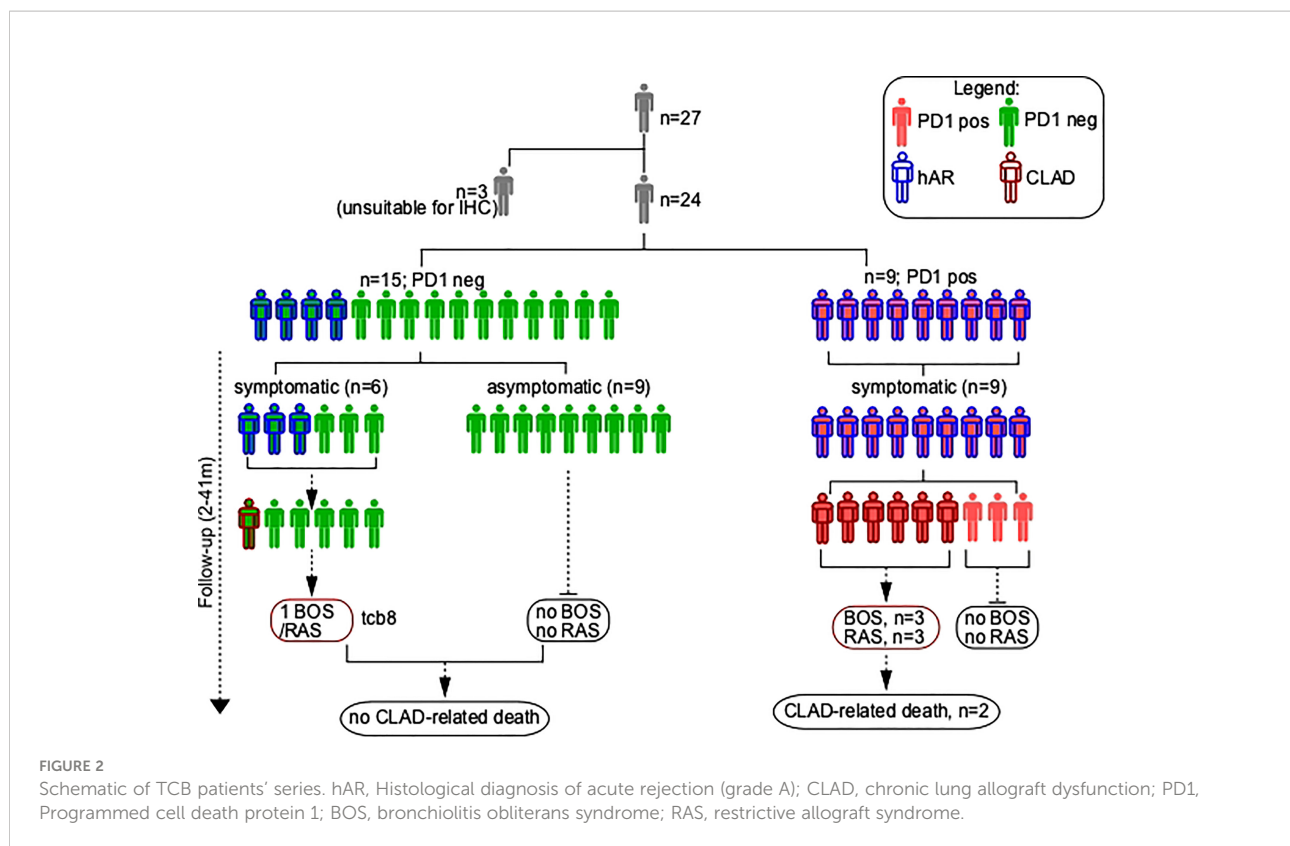 Legend:
PD1 pos
PD1 neg
hAR
CLAD
n=27
n=3
(unsuitable for IHC)
n=24
n=15; PD1 neg
n=9; PD1 pos
symptomatic (n=6)
asymptomatic (n=9)
symptomatic (n=9)
Follow-up (2-41m)
1 BOS
/RAS
tcb8
no BOS
no RAS
BOS, n=3
RAS, n=3
no BOS
no RAS
no CLAD-related death
CLAD-related death, n=2
FIGURE 2
Schematic of TCB patients’ series. hAR, Histological diagnosis of acute rejection (grade A); CLAD, chronic lung allograft dysfunction; PD1,
Programmed cell death protein 1; BOS, bronchiolitis obliterans syndrome; RAS, restrictive allograft syndrome.